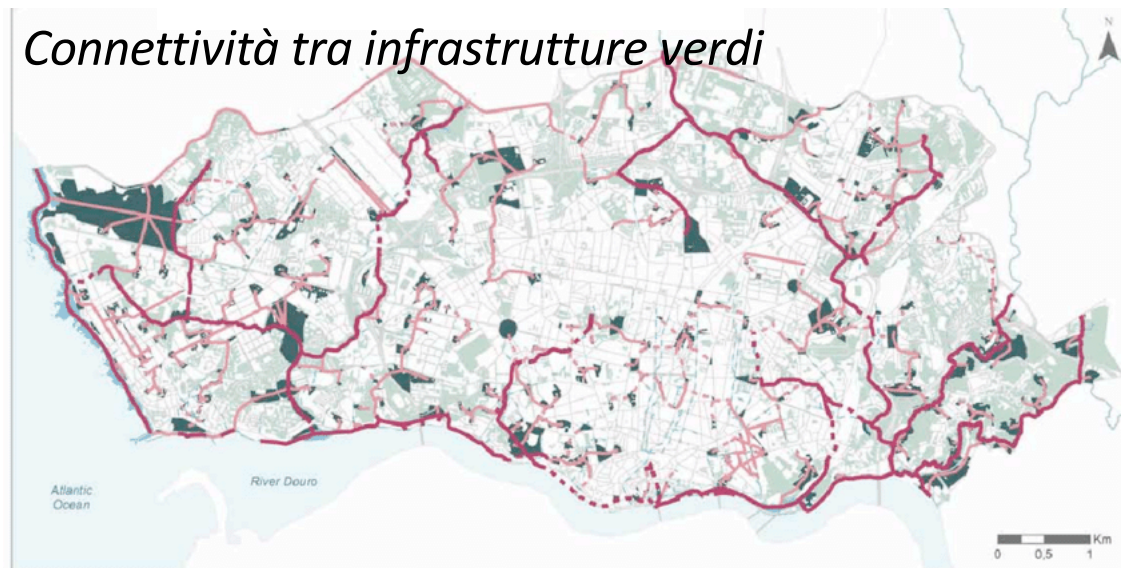 Connettività tra infrastrutture verdi
N
Atlantic
Ocean
River Douro
Km
0 0,5 1